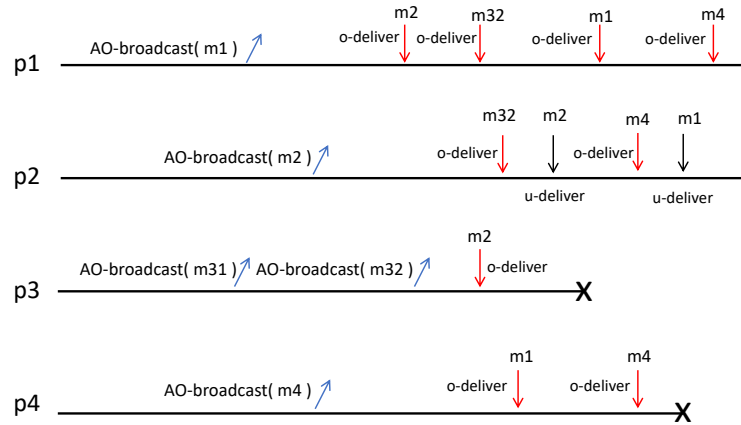 m2 m32 m1 m4
AO-broadcast( m1 ) o-deliver o-deliver o-deliver o-deliver
p1
m32 m2 m4 m1
AO-broadcast( m2 ) o-deliver o-deliver
p2
u-deliver u-deliver
m2
AO-broadcast( m31) AO-broadcast( m32) o-deliver
p3 X
m1 m4
AO-broadcast( m4 ) o-deliver o-deliver
p4 X